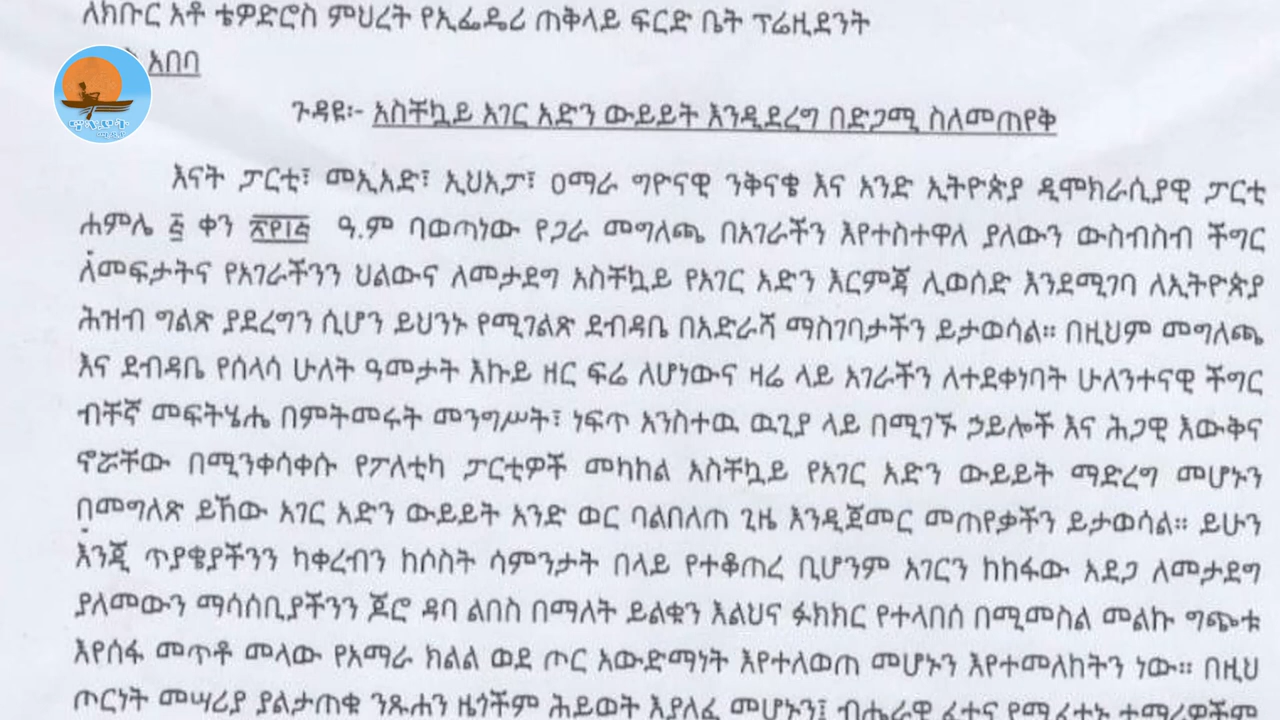 ለክቡር አቶ ቴዎድሮስ ምህረት የኢፌዴሪ ጠቅላይ ፍርድ ቤት ፕሬዚደንት
አበባ
ጉዳዩ፡- አስቸኳይ አገር አድን ውይይት እንዲደረግ በድጋሚ ስለመጠየቅ
እናት ፓርቲ፣ መኢአድ፣ ኢህአፓ፣ ዐማራ ግዮናዊ ንቅናቄ እና አንድ ኢትዮጵያ ዲሞክራሲያዊ ፓርቲ
ሐምሌ ፭ ቀን ፳፻፲፭ ዓ.ም ባወጣነው የጋራ መግለጫ በአገራችን እየተስተዋለ ያለውን ውስብስብ ችግር
ለመፍታትና የአገራችንን ህልውና ለመታደግ አስቸኳይ የአገር አድን እርምጃ ሊወሰድ እንደሚገባ ለኢትዮጵያ
ሕዝብ ግልጽ ያደረግን ሲሆን ይህንኑ የሚገልጽ ደብዳቤ በአድራሻ ማስገባታችን ይታወሳል። በዚህም መግለጫ
እና ደብዳቤ የሰላሳ ሁለት ዓመታት እኩይ ዘር ፍሬ ለሆነውና ዛሬ ላይ አገራችን ለተደቀነባት ሁለንተናዊ ችግር
ብቸኛ መፍትሄሔ በምትመሩት መንግሥት፣ ነፍጥ አንስተዉ ዉጊያ ላይ በሚገኙ ኃይሎች እና ሕጋዊ እውቅና
ኖሯቸው በሚንቀሳቀሱ የፖለቲካ ፓርቲዎች መካከል አስቸኳይ የአገር አድን ውይይት ማድረግ መሆኑን
በመግለጽ ይኸው አገር አድን ውይይት አንድ ወር ባልበለጠ ጊዜ እንዲጀመር መጠየቃችን ይታወሳል። ይሁን
እንጂ ጥያቄያችንን ካቀረብን ከሶስት ሳምንታት በላይ የተቆጠረ ቢሆንም አገርን ከከፋው አደጋ ለመታደግ
ያለመውን ማሳሰቢያችንን ጆሮ ዳባ ልበስ በማለት ይልቁን እልህና ፉክክር የተላበሰ በሚመስል መልኩ ግጭቱ
እየሰፋ መጥቶ መላው የአማራ ክልል ወደ ጦር አውድማነት እየተለወጠ መሆኑን እየተመለከትን ነው። በዚህ
ጦርነት መሣሪያ ያልታጠቁ ንጹሐን ዜጎችም ሕይወት እያለፈ መሆኑን፤ ብሔራዊ ፈተና የሚፈተኑ ተማሪዎችም